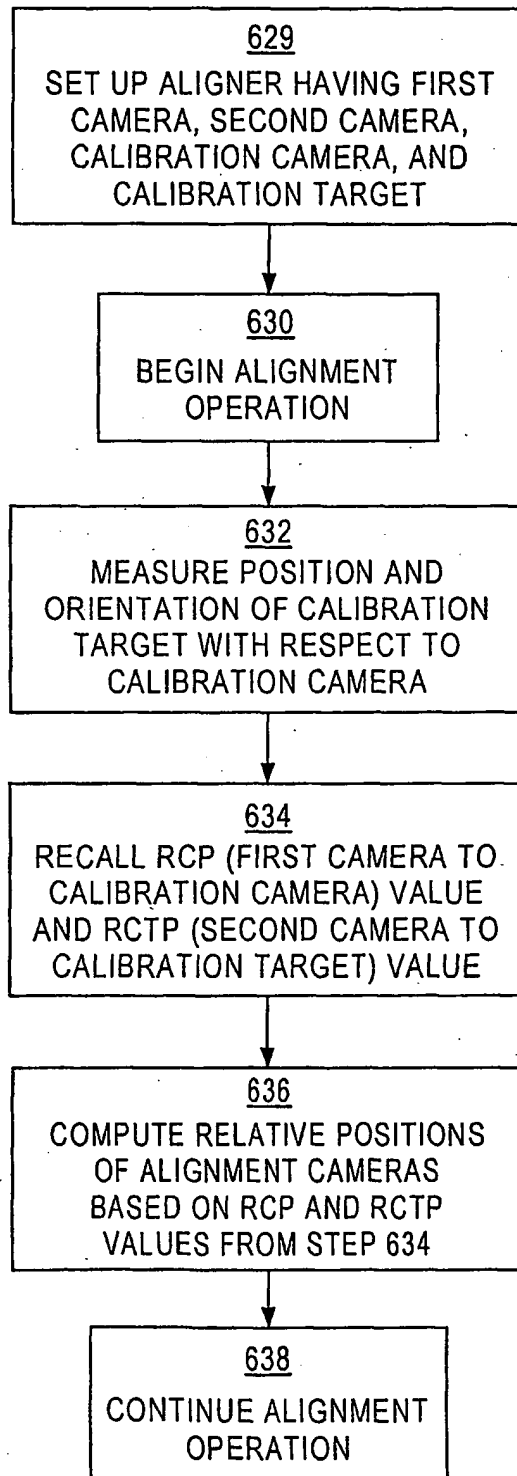 629
SET UP ALIGNER HAVING FIRST
CAMERA, SECOND CAMERA,
CALIBRATION CAMERA, AND
CALIBRATION TARGET
630
BEGIN ALIGNMENT
OPERATION
632
MEASURE POSITION AND
ORIENTATION OF CALIBRATION
TARGET WITH RESPECT TO
CALIBRATION CAMERA
634
RECALL RCP (FIRST CAMERA TO
CALIBRATION CAMERA) VALUE
AND RCTP (SECOND CAMERA TO
CALIBRATION TARGET) VALUE
636
COMPUTE RELATIVE POSITIONS
OF ALIGNMENT CAMERAS
BASED ON RCP AND RCTP
VALUES FROM STEP 634
638
CONTINUE ALIGNMENT
OPERATION